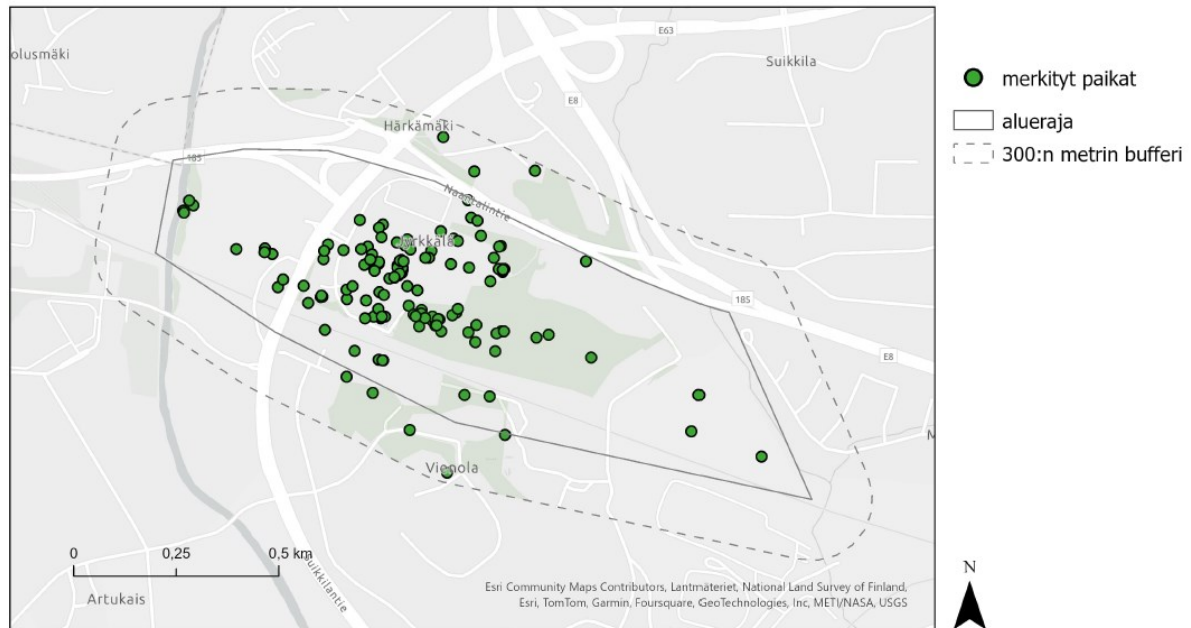 olusmäki
E63
Suikkila
E8
Härkämäki
185
Naantalintie
Jyrkkälä
185
E8
M
Vienola
0 0,25 0,5 km
Suikkilantie
Artukais
Esri Community Maps Contributors, Lantmäteriet, National Land Survey of Finland,
Esri, TomTom, Garmin, Foursquare, GeoTechnologies, Inc, METI/NASA, USGS
merkityt paikat
alueraja
300:n metrin bufferi
N